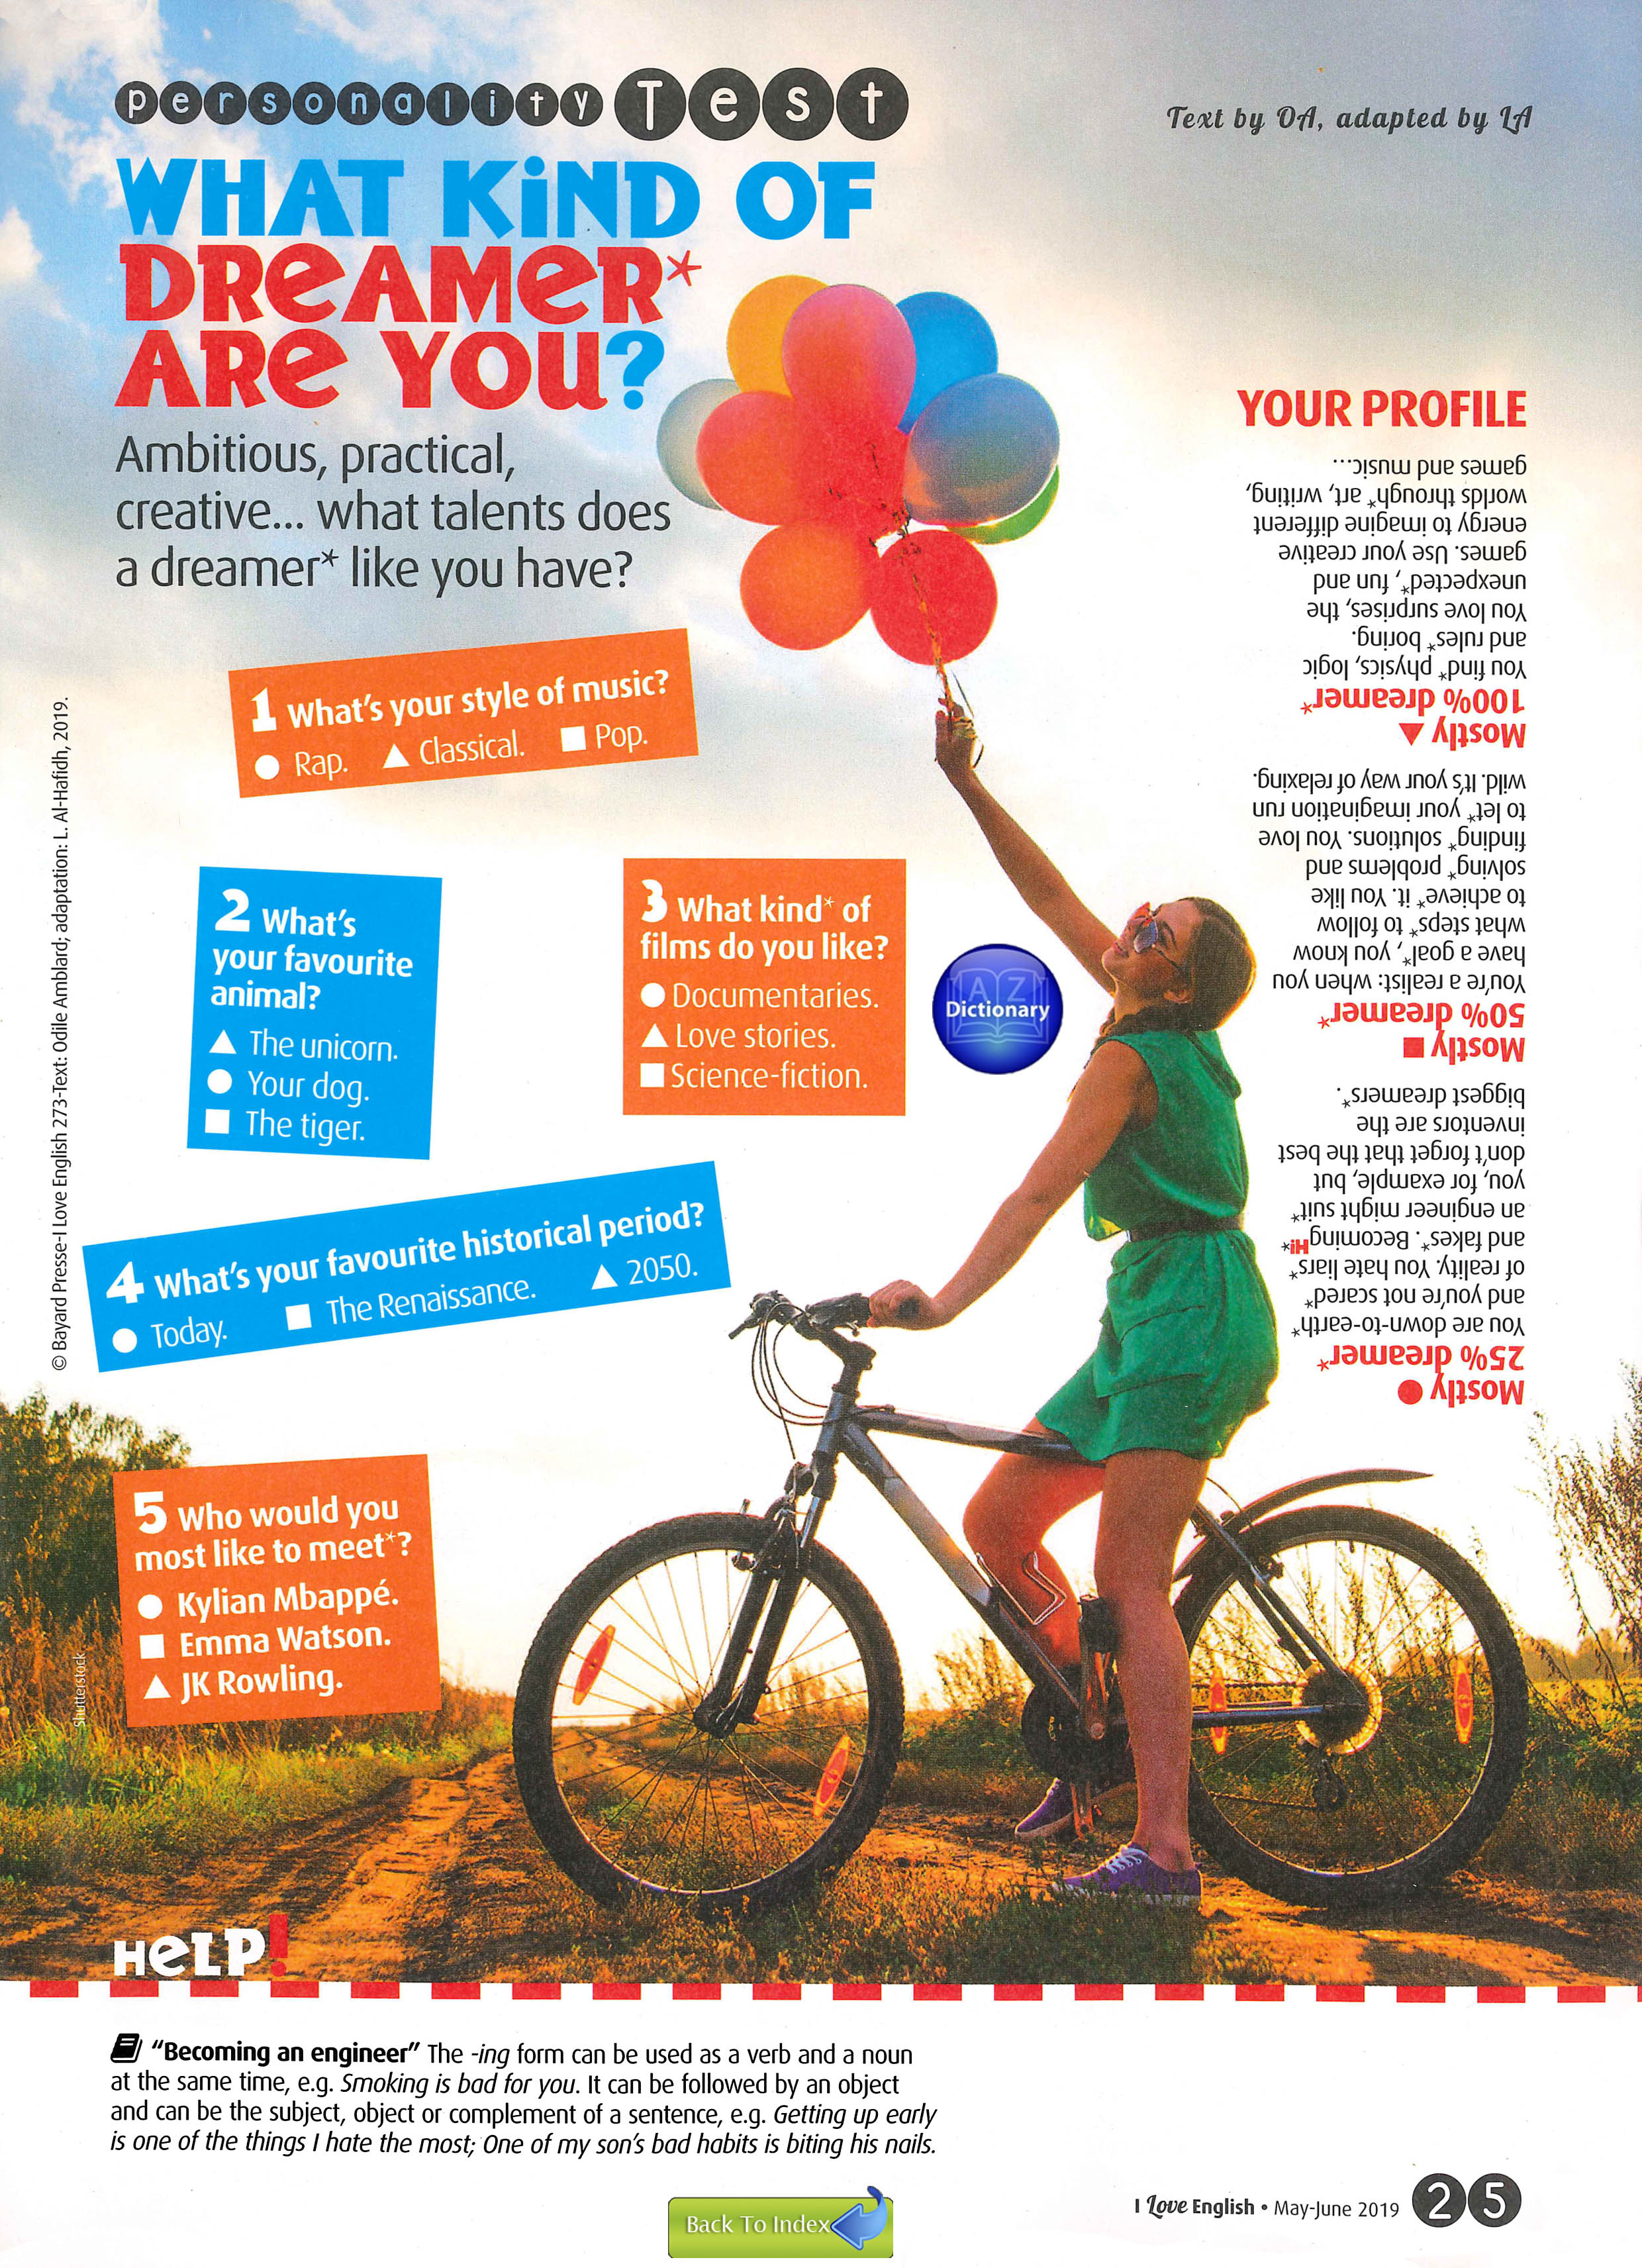 personality Test
Text by OA, adapted by LA
WHAT KiND OF
DREAMER*
ARE YOU?
Ambitious, practical,
creative... what talents does
a dreamer* like you have?
1 What's your style of music?
● Rap. ▲ Classical. ■ Pop.
2 What's
your favourite
animal?
▲ The unicorn.
● Your dog.
■ The tiger.
3 What kind* of
films do you like?
● Documentaries.
▲ Love stories.
■ Science-fiction.
A Z
Dictionary
4 What's your favourite historical period?
● Today. ■ The Renaissance. ▲ 2050.
5 Who would you
most like to meet*?
● Kylian Mbappé.
■ Emma Watson.
▲ JK Rowling.
YOUR PROFILE
Mostly ●
25% dreamer*
You are down-to-earth*
and you're not scared*
of reality. You hate liars*
and fakes*. Becoming Hi*
an engineer might suit*
you, for example, but
don't forget that the best
inventors are the
biggest dreamers*.
Mostly ■
50% dreamer*
You're a realist: when you
have a goal*, you know
what steps* to follow
to achieve* it. You like
solving* problems and
finding* solutions. You love
to let* your imagination run
wild. It's your way of relaxing.
Mostly ▲
100% dreamer*
You find* physics, logic
and rules* boring.
You love surprises, the
unexpected*, fun and
games. Use your creative
energy to imagine different
worlds through* art, writing,
games and music...
© Bayard Presse-I Love English 273-Text: Odile Amblard; adaptation: L. Al-Hafidh, 2019.
Shutterstock
HELP!
"Becoming an engineer" The -ing form can be used as a verb and a noun
at the same time, e.g. Smoking is bad for you. It can be followed by an object
and can be the subject, object or complement of a sentence, e.g. Getting up early
is one of the things I hate the most; One of my son's bad habits is biting his nails.
Back To Index
I Love English • May-June 2019 25